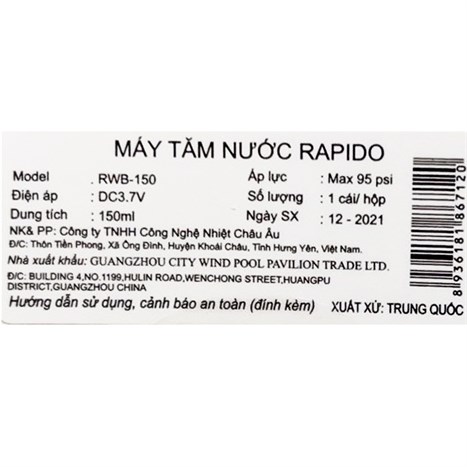 MÁY TĂM NƯỚC RAPIDO
Model : RWB-150 Áp lực : Max 95 psi
Điện áp : DC3.7V Số lượng : 1 cái/ hộp
Dung tích : 150ml Ngày SX : 12 - 2021
NK& PP: Công ty TNHH Công Nghệ Nhiệt Châu Âu
Đ/C: Thôn Tiền Phong, Xã Ông Đình, Huyện Khoái Châu, Tỉnh Hưng Yên, Việt Nam.
Nhà xuất khẩu: GUANGZHOU CITY WIND POOL PAVILION TRADE LTD.
Đ/C: BUILDING 4,NO.1199,HULIN ROAD,WENCHONG STREET,HUANGPU
DISTRICT,GUANGZHOU CHINA
Hướng dẫn sử dụng, cảnh báo an toàn (đính kèm)
XUẤT XỨ: TRUNG QUỐC
8936181867120